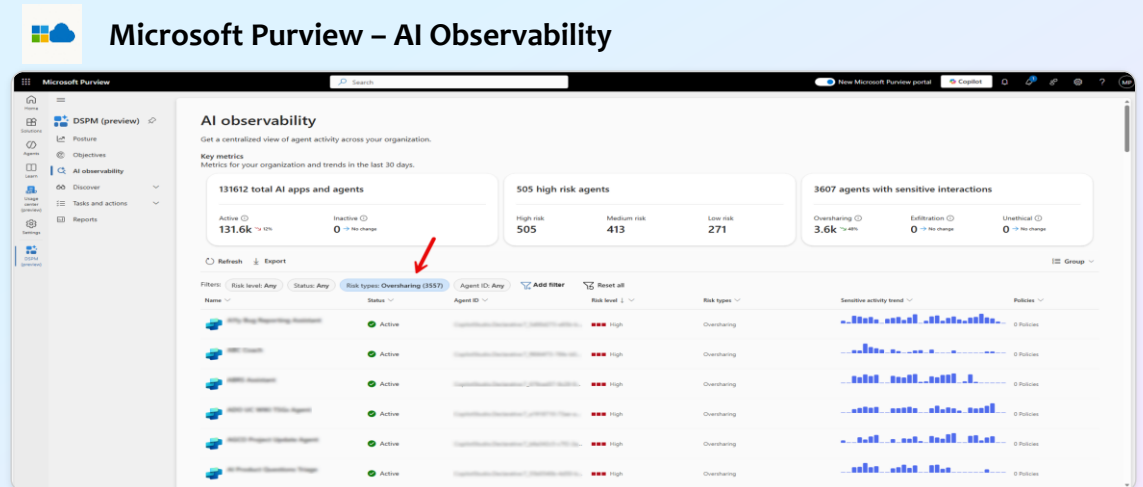 Microsoft Purview – AI Observability
Microsoft Purview
Search
New Microsoft Purview portal
Copilot
?
MP
Home
Solutions
Agents
Learn
Usage center (preview)
Settings
DSPM (preview)
DSPM (preview)
Posture
Objectives
AI observability
Discover
Tasks and actions
Reports
AI observability
Get a centralized view of agent activity across your organization.
Key metrics
Metrics for your organization and trends in the last 30 days.
131612 total AI apps and agents
Active
Inactive
131.6k 12%
0 No change
505 high risk agents
High risk Medium risk Low risk
505 413 271
3607 agents with sensitive interactions
Oversharing Exfiltration Unethical
3.6k 48% 0 No change 0 No change
Refresh Export
Group
Filters: Risk level: Any Status: Any Risk types: Oversharing (3557) Agent ID: Any Add filter Reset all
Name Status Agent ID Risk level ↓ Risk types Sensitive activity trend Policies
Active High Oversharing 0 Policies
Active High Oversharing 0 Policies
Active High Oversharing 0 Policies
Active High Oversharing 0 Policies
Active High Oversharing 0 Policies
Active High Oversharing 0 Policies